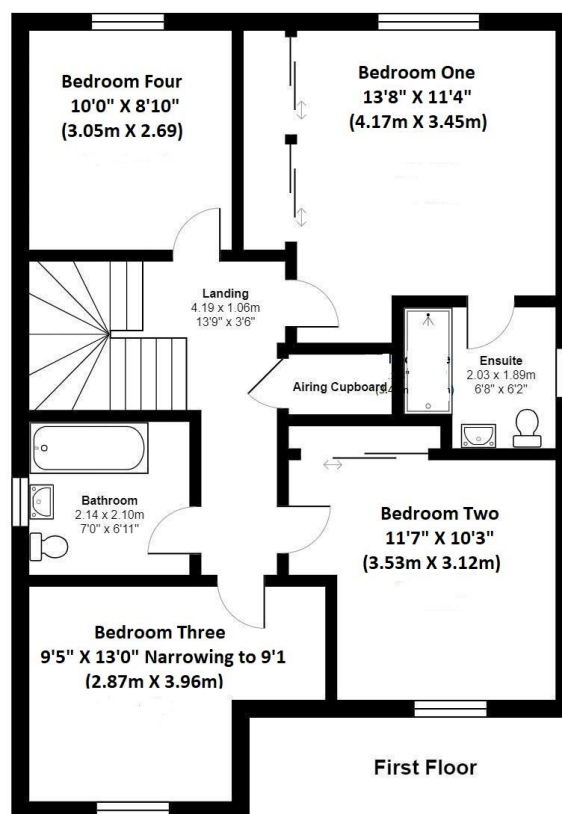 Bedroom Four
10'0" X 8'10"
(3.05m X 2.69)
Bedroom One
13'8" X 11'4"
(4.17m X 3.45m)
Landing
4.19 x 1.06m
13'9" x 3'6"
Airing Cupboard
Ensuite
2.03 x 1.89m
6'8" x 6'2"
Bathroom
2.14 x 2.10m
7'0" x 6'11"
Bedroom Two
11'7" X 10'3"
(3.53m X 3.12m)
Bedroom Three
9'5" X 13'0" Narrowing to 9'1
(2.87m X 3.96m)
First Floor